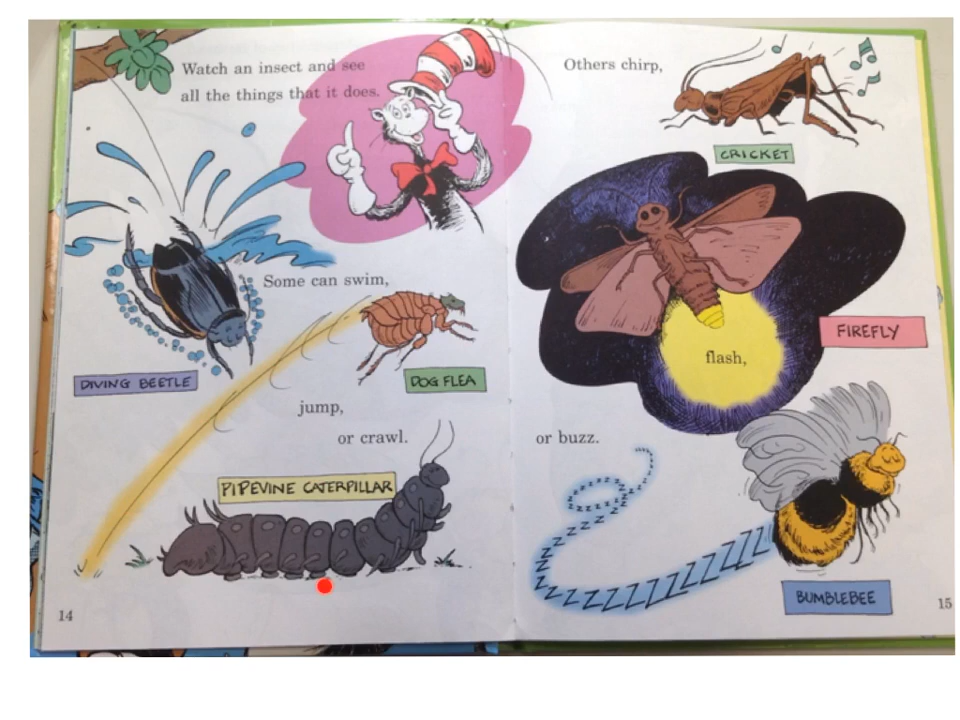 Watch an insect and see
all the things that it does.
Some can swim,
DIVING BEETLE
DOG FLEA
jump,
or crawl.
PIPEVINE CATERPILLAR
14
Others chirp,
CRICKET
FIREFLY
flash,
or buzz.
ZZZZZZZZZZZZZZZZZZZZ
BUMBLEBEE
15